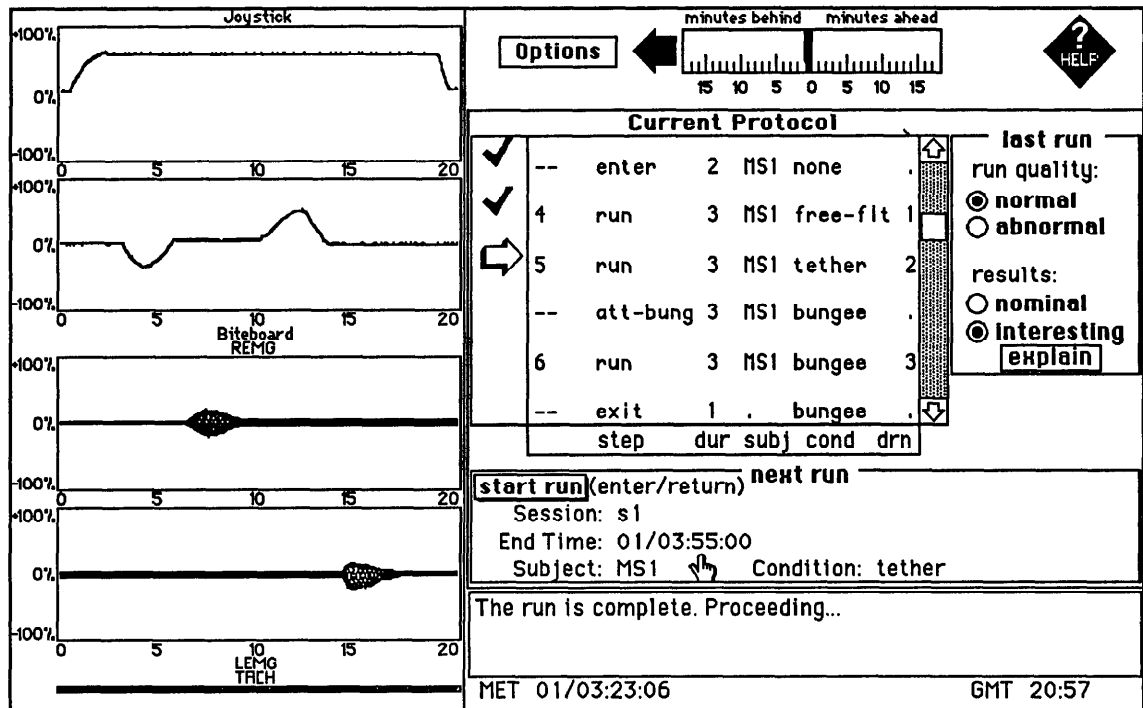 Joystick
+100%
0%
-100%
5 10 15 20
+100%
0%
-100%
0 5 10 15 20
Biteboard
REMG
+100%
0%
-100%
0 5 10 15 20
+100%
0%
-100%
0 5 10 15 20
LEMG
TACH
Options
minutes behind minutes ahead
15 10 5 0 5 10 15
?
HELP
Current Protocol
-- enter 2 MS1 none .
4 run 3 MS1 free-flt 1
5 run 3 MS1 tether 2
-- att-bung 3 MS1 bungee .
6 run 3 MS1 bungee 3
-- exit 1 . bungee .
step dur subj cond drn
last run
run quality:
normal
abnormal
results:
nominal
interesting
explain
next run
start run (enter/return)
Session: s1
End Time: 01/03:55:00
Subject: MS1 Condition: tether
The run is complete. Proceeding...
MET 01/03:23:06 GMT 20:57